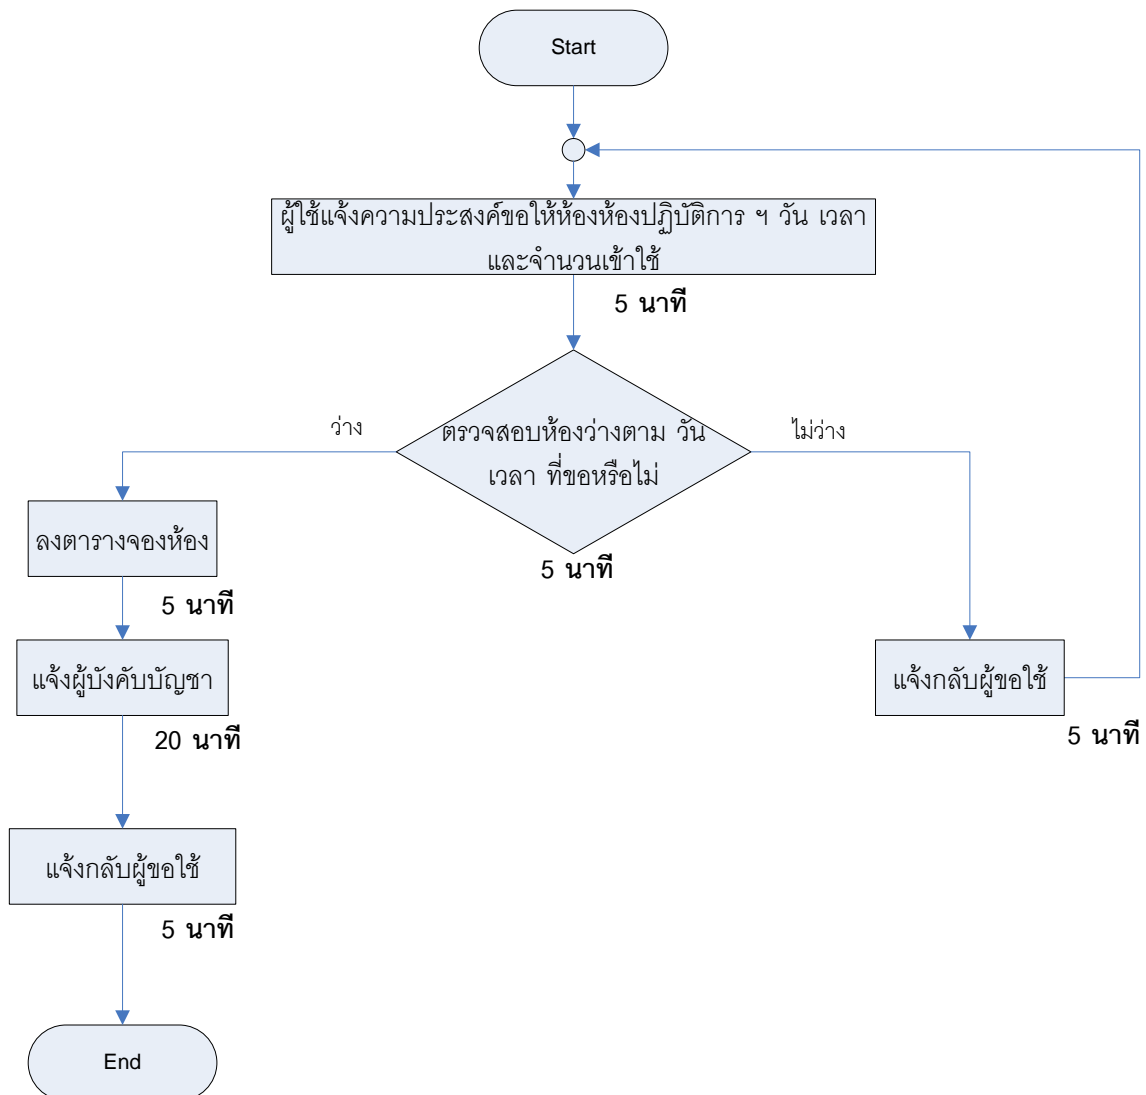 Start
ผู้ใช้แจ้งความประสงค์ขอให้ห้องห้องปฏิบัติการ ฯ วัน เวลา
และจำนวนเข้าใช้
5 นาที
ตรวจสอบห้องว่างตาม วัน
เวลา ที่ขอหรือไม่
5 นาที
ว่าง
ไม่ว่าง
ลงตารางจองห้อง
5 นาที
แจ้งผู้บังคับบัญชา
20 นาที
แจ้งกลับผู้ขอใช้
5 นาที
แจ้งกลับผู้ขอใช้
5 นาที
End